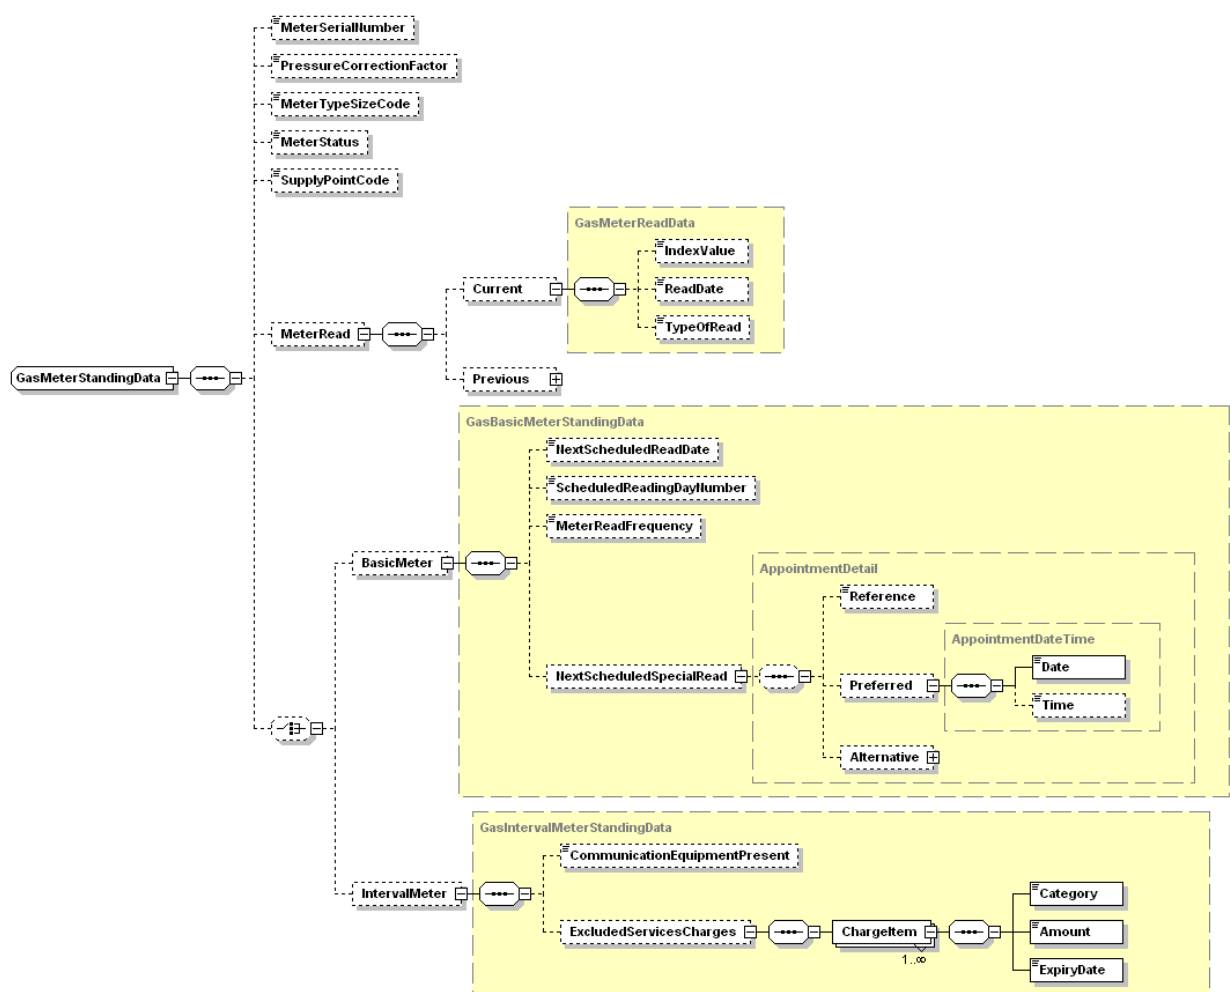 MeterSerialNumber
PressureCorrectionFactor
MeterTypeSizeCode
MeterStatus
SupplyPointCode
GasMeterReadData
IndexValue
Current
ReadDate
TypeOfRead
MeterRead
GasMeterStandingData
Previous
GasBasicMeterStandingData
NextScheduledReadDate
ScheduledReadingDayNumber
MeterReadFrequency
BasicMeter
AppointmentDetail
Reference
AppointmentDateTime
Date
NextScheduledSpecialRead
Preferred
Time
Alternative
GasIntervalMeterStandingData
CommunicationEquipmentPresent
IntervalMeter
Category
ExcludedServicesCharges
ChargeItem
Amount
1..∞
ExpiryDate